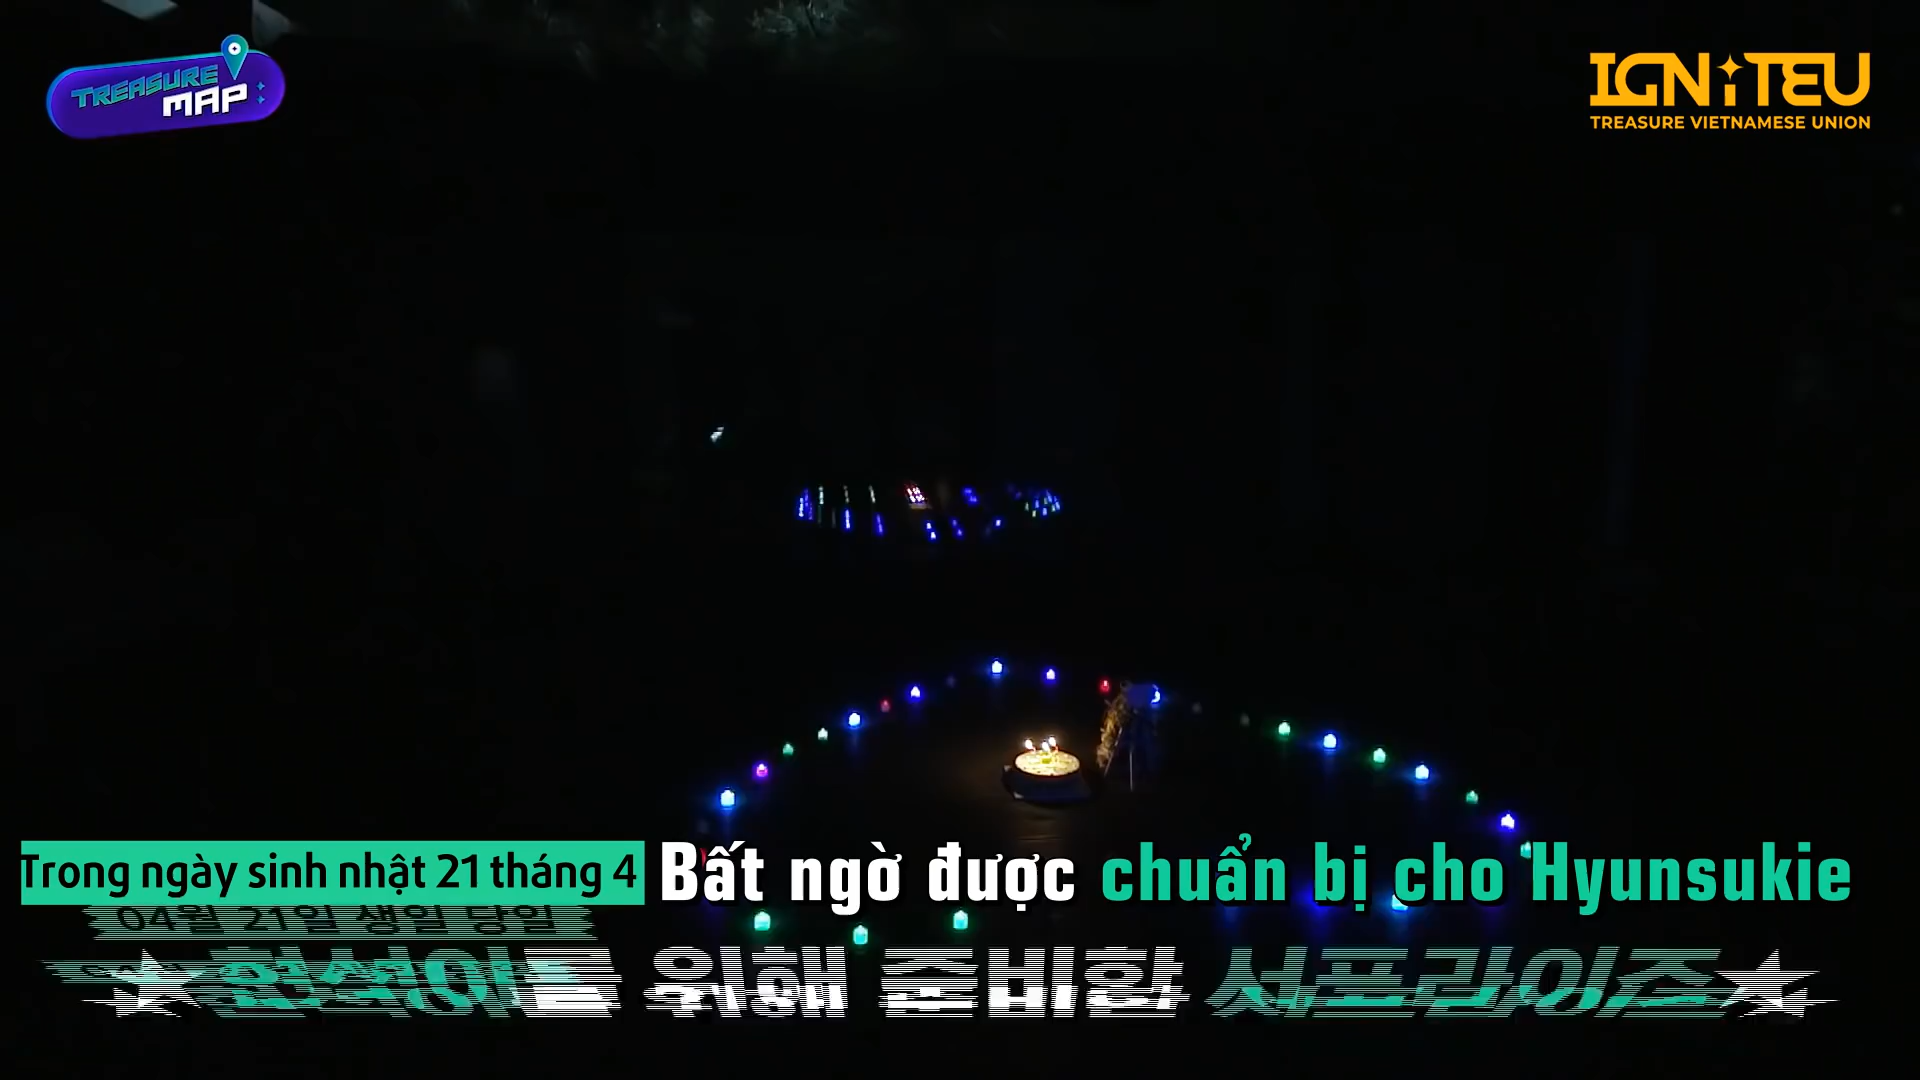 TREASURE
MAP
IGNITEU
TREASURE VIETNAMESE UNION
Trong ngày sinh nhật 21 tháng 4
Bất ngờ được chuẩn bị cho Hyunsukie
04월 21일 생일 당일
현석이를 위해 준비한 서프라이즈